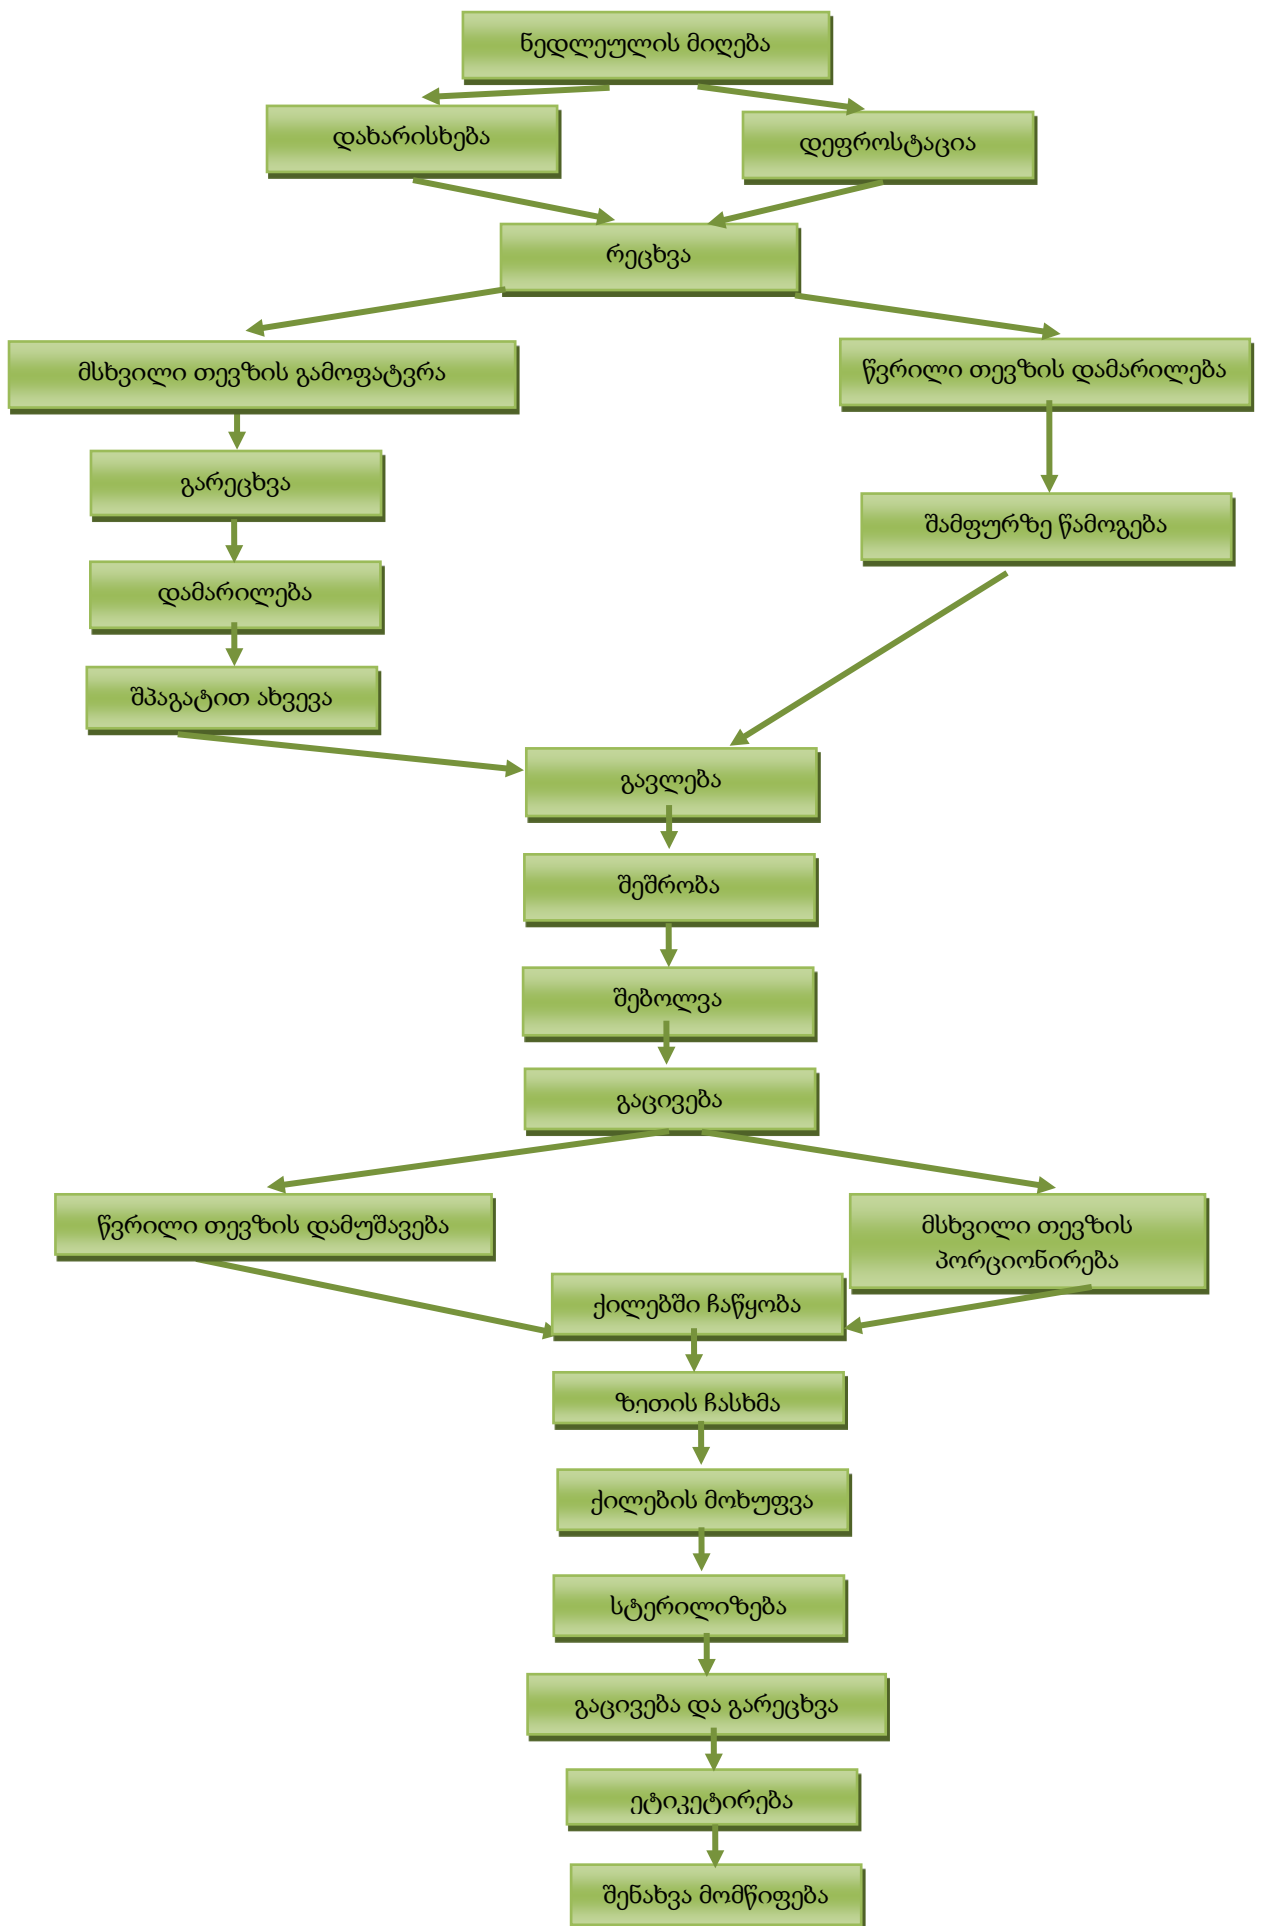 ნედლეულის მიღება
დახარისხება
დეფროსტაცია
რეცხვა
მსხვილი თევზის გამოფატვრა
წვრილი თევზის დამარილება
გარეცხვა
შამფურზე წამოგება
დამარილება
შპაგატით ახვევა
გავლება
შეშრობა
შებოლვა
გაცივება
წვრილი თევზის დამუშავება
მსხვილი თევზის
პორციონირება
ქილებში ჩაწყობა
ზეთის ჩასხმა
ქილების მოხუფვა
სტერილიზება
გაცივება და გარეცხვა
ეტიკეტირება
შენახვა მომწიფება